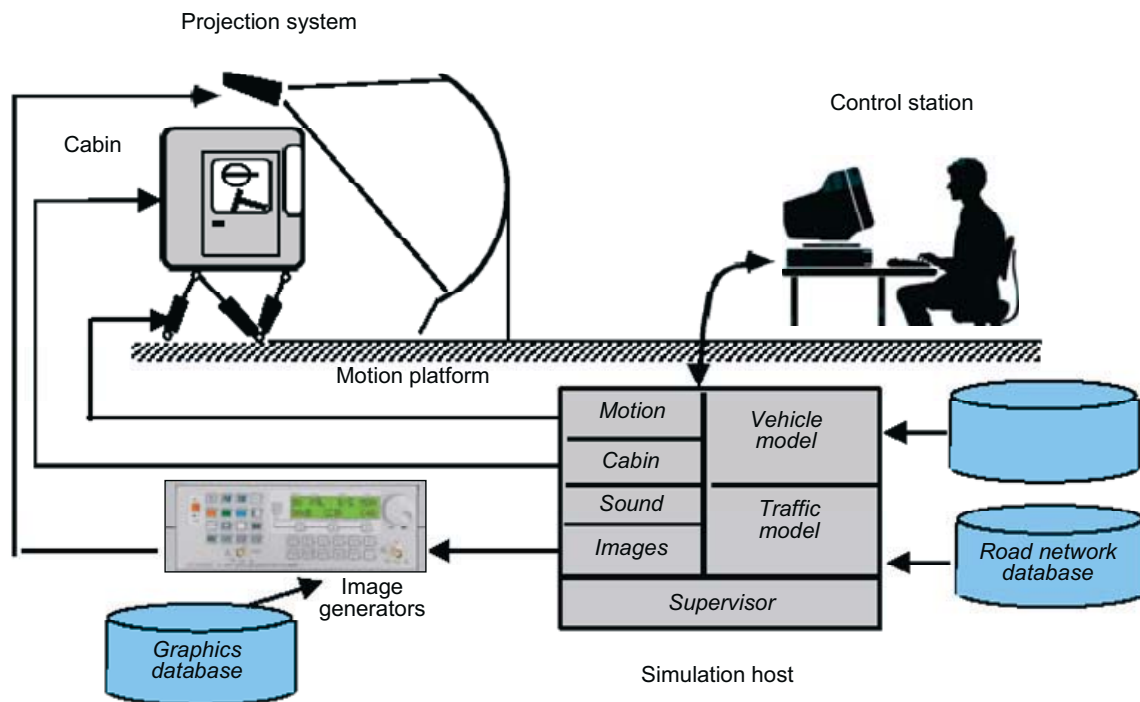 Projection system
Control station
Cabin
Motion platform
Motion
Cabin
Sound
Images
Vehicle
model
Traffic
model
Supervisor
Road network
database
Image
generators
Graphics
database
Simulation host